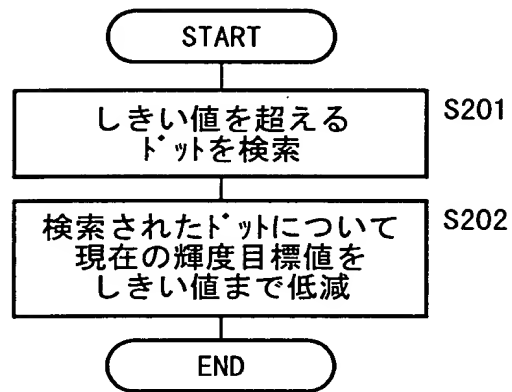 START
しきい値を超える
ﾄﾞｯﾄを検索
S201
検索されたﾄﾞｯﾄについて
現在の輝度目標値を
しきい値まで低減
S202
END